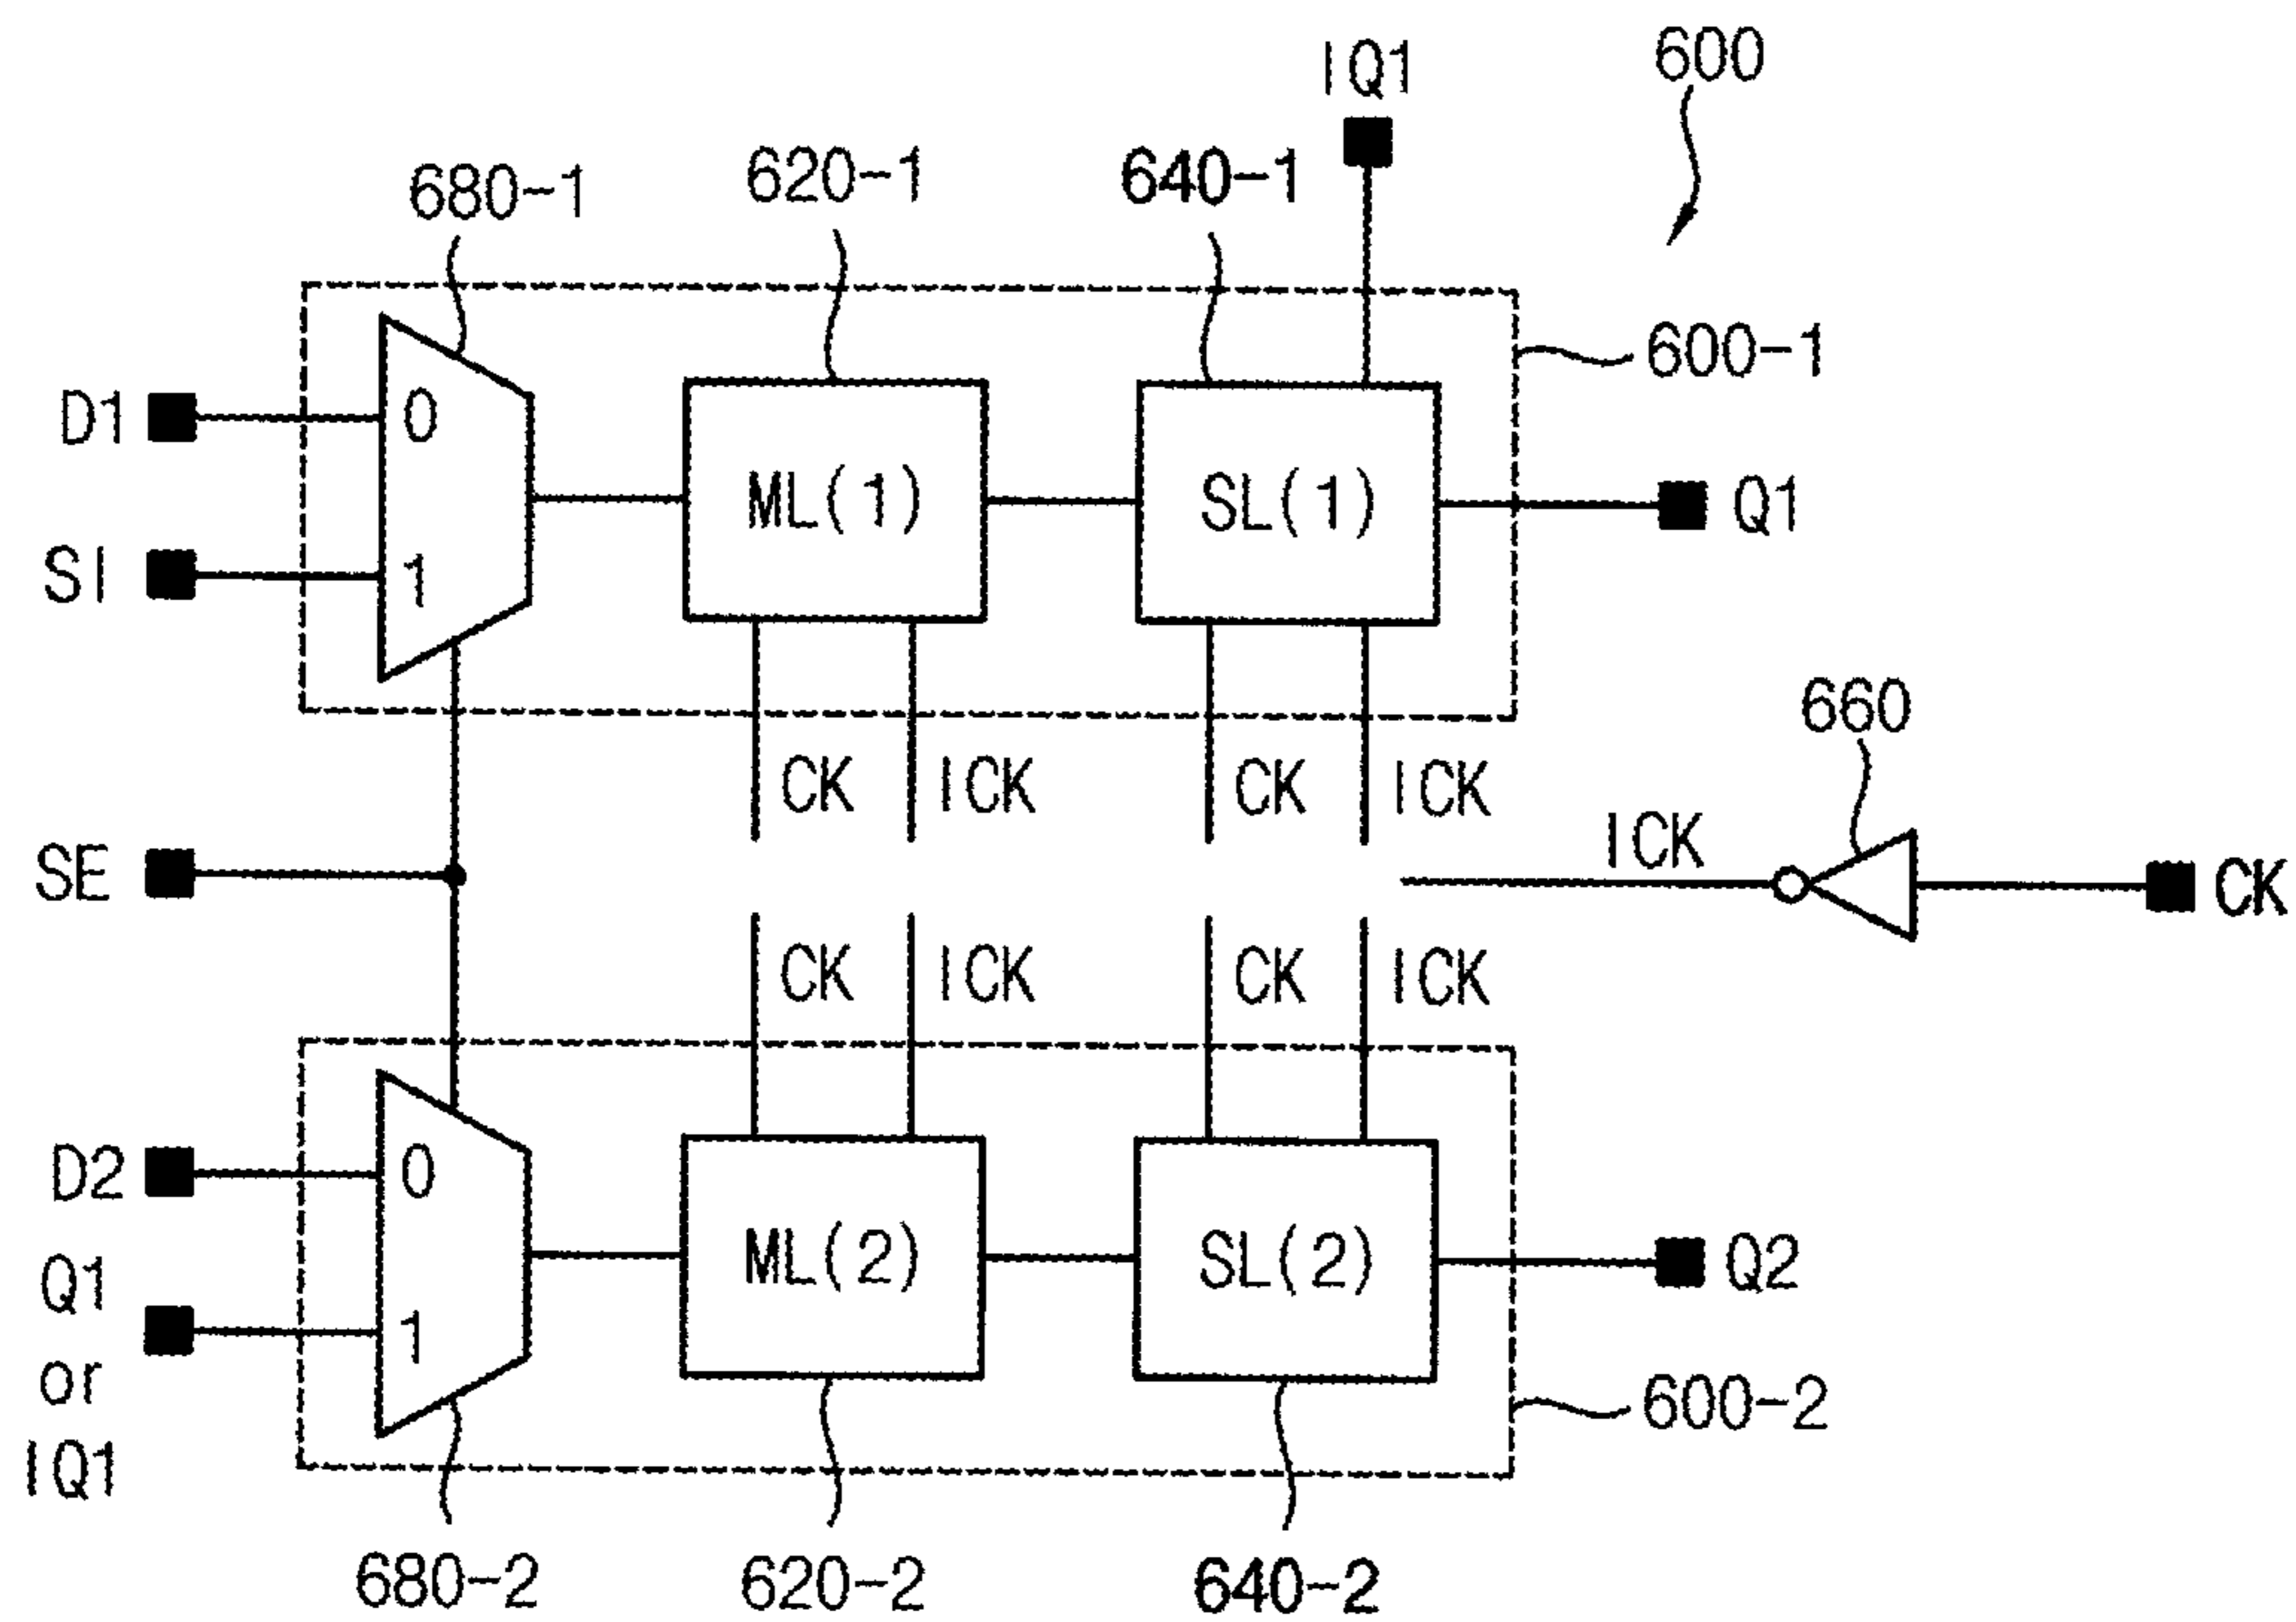 IQ1
600
680-1
620-1
640-1
600-1
D1
0
ML(1)
SL(1)
Q1
SI
1
660
CK
ICK
CK
ICK
ICK
SE
CK
CK
ICK
CK
ICK
D2
0
Q1
or
IQ1
1
ML(2)
SL(2)
Q2
600-2
680-2
620-2
640-2